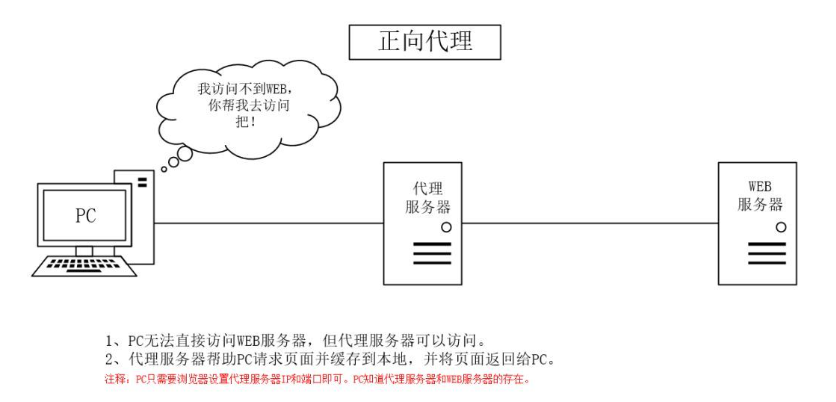 正向代理
我访问不到WEB,
你帮我去访问
把!
PC
代理
服务器
WEB
服务器
1、PC无法直接访问WEB服务器，但代理服务器可以访问。
2、代理服务器帮助PC请求页面并缓存到本地，并将页面返回给PC。
注释：PC只需要浏览器设置代理服务器IP和端口即可。PC知道代理服务器和WEB服务器的存在。